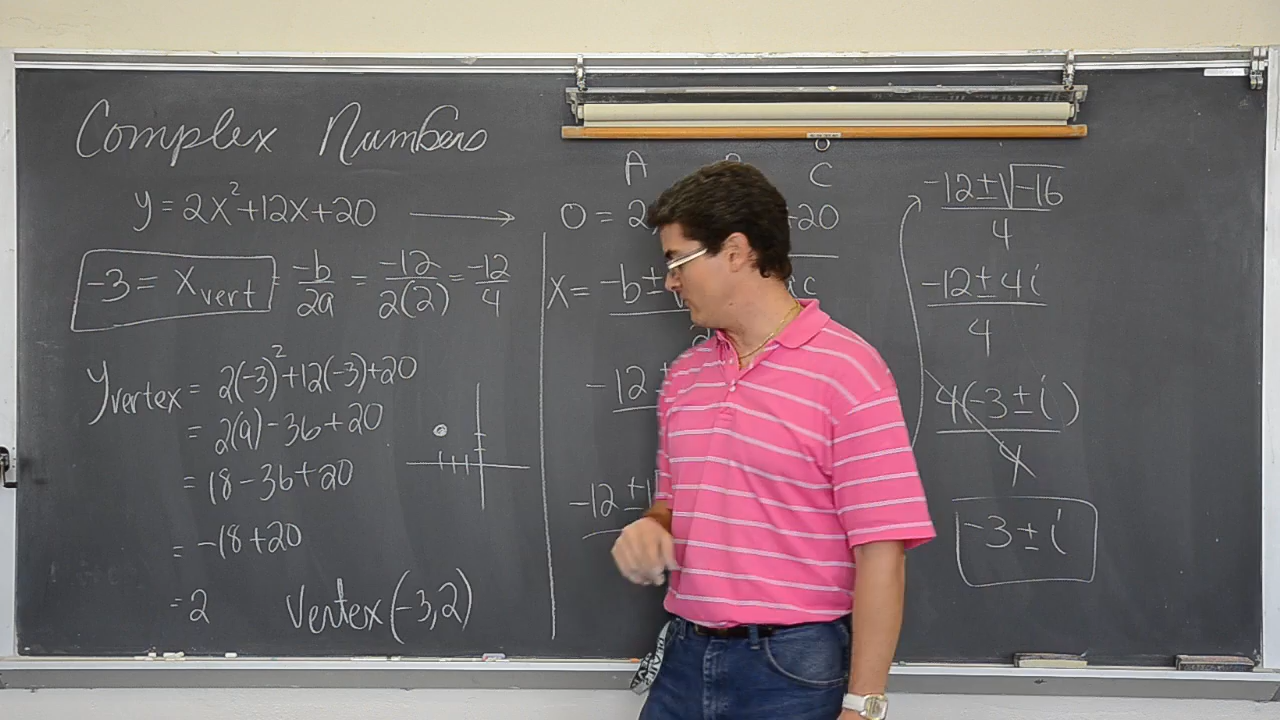 Complex Numbers
y = 2x²+12x+20 →
-3 = x_vert = -b/2a = -12/2(2) = -12/4
y_vertex = 2(-3)²+12(-3)+20
= 2(9)-36+20
= 18-36+20
= -18+20
= 2 Vertex (-3,2)
A C
0 = 2 +20
x = -b±
-12 ±
-12 ±
-12±√-16
4
-12±4i
4
4(-3±i)
4
-3±i